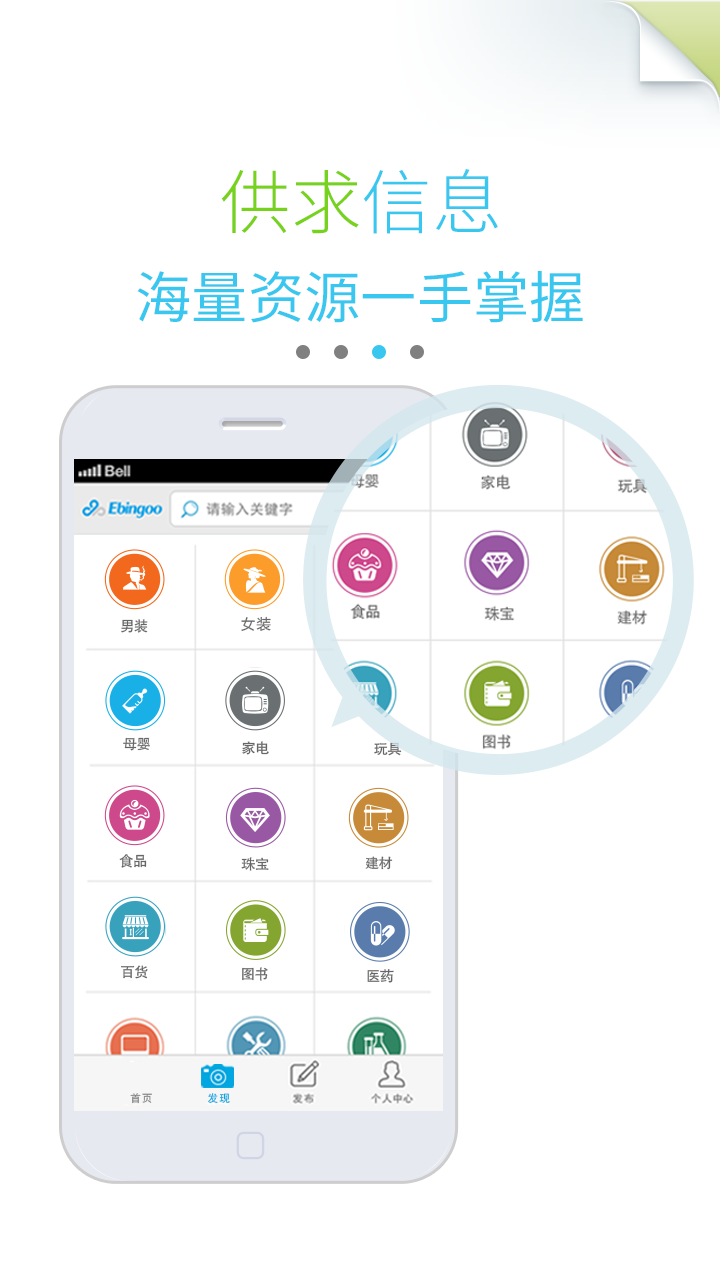 供求信息
海量资源一手掌握
Bell
Ebingoo 请输入关键字
男装 女装
母婴 家电 玩具
食品 珠宝 建材
百货 图书 医药
首页 发现 发布 个人中心
母婴 家电 玩具
食品 珠宝 建材
图书